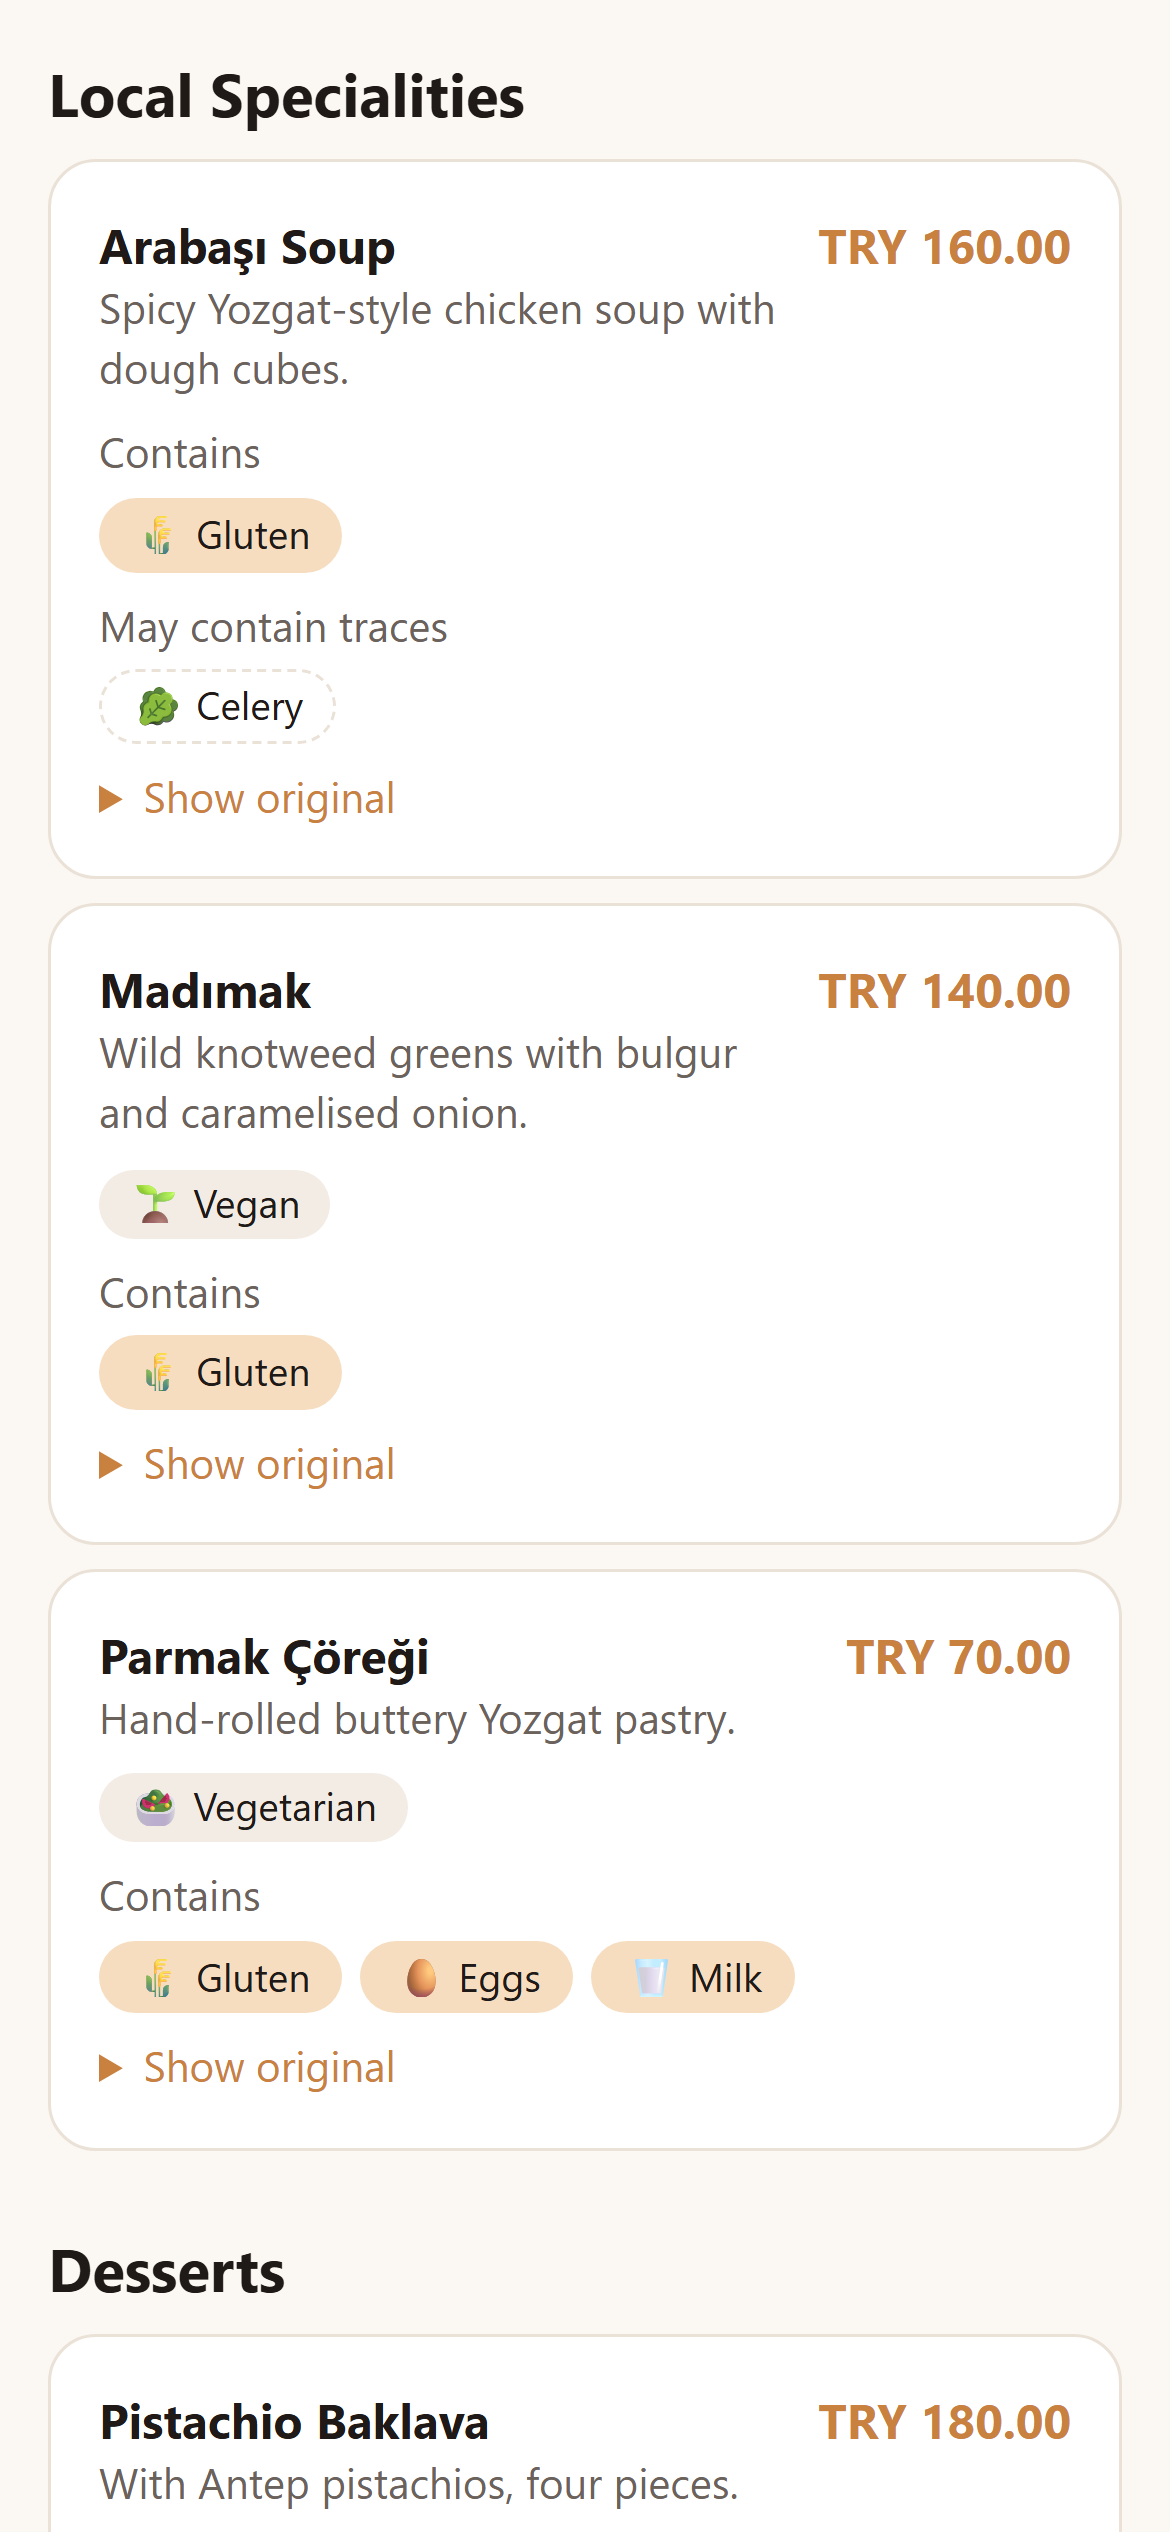 Local Specialities
Arabaşı Soup
TRY 160.00
Spicy Yozgat-style chicken soup with
dough cubes.
Contains
Gluten
May contain traces
Celery
Show original
Madımak
TRY 140.00
Wild knotweed greens with bulgur
and caramelised onion.
Vegan
Contains
Gluten
Show original
Parmak Çöreği
TRY 70.00
Hand-rolled buttery Yozgat pastry.
Vegetarian
Contains
Gluten Eggs Milk
Show original
Desserts
Pistachio Baklava
TRY 180.00
With Antep pistachios, four pieces.